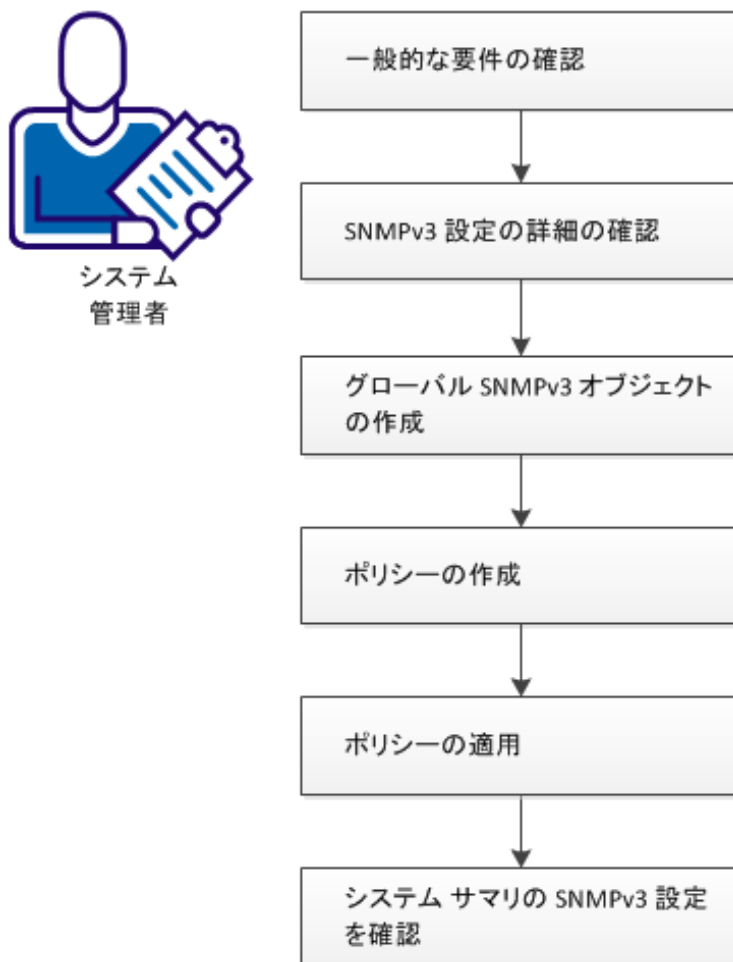 一般的な要件の確認
SNMPv3 設定の詳細の確認
システム
管理者
グローバル SNMPv3 オブジェクト
の作成
ポリシーの作成
ポリシーの適用
システム サマリの SNMPv3 設定
を確認